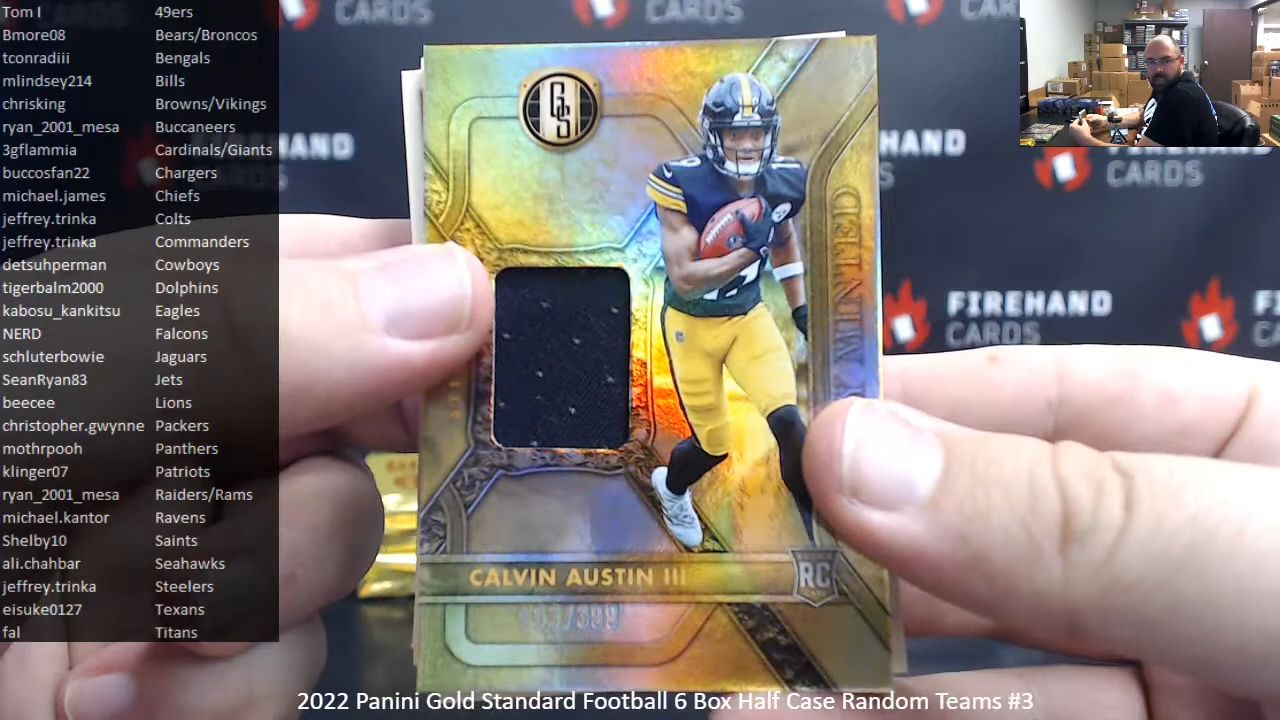 Tom I 49ers
Bmore08 Bears/Broncos
tconradiii Bengals
mlindsey214 Bills
chrisking Browns/Vikings
ryan_2001_mesa Buccaneers
3gflammia Cardinals/Giants
buccosfan22 Chargers
michael.james Chiefs
jeffrey.trinka Colts
jeffrey.trinka Commanders
detsuhperman Cowboys
tigerbalm2000 Dolphins
kabosu_kankitsu Eagles
NERD Falcons
schluterbowie Jaguars
SeanRyan83 Jets
beecee Lions
christopher.gwynne Packers
mothrpooh Panthers
klinger07 Patriots
ryan_2001_mesa Raiders/Rams
michael.kantor Ravens
Shelby10 Saints
ali.chahbar Seahawks
jeffrey.trinka Steelers
eisuke0127 Texans
fal Titans
CARDS
CARDS
CARDS
FIREHAND
CARDS
FIREHAND
CARDS
GS
MINTED
CALVIN AUSTIN III
RC
/399
2022 Panini Gold Standard Football 6 Box Half Case Random Teams #3